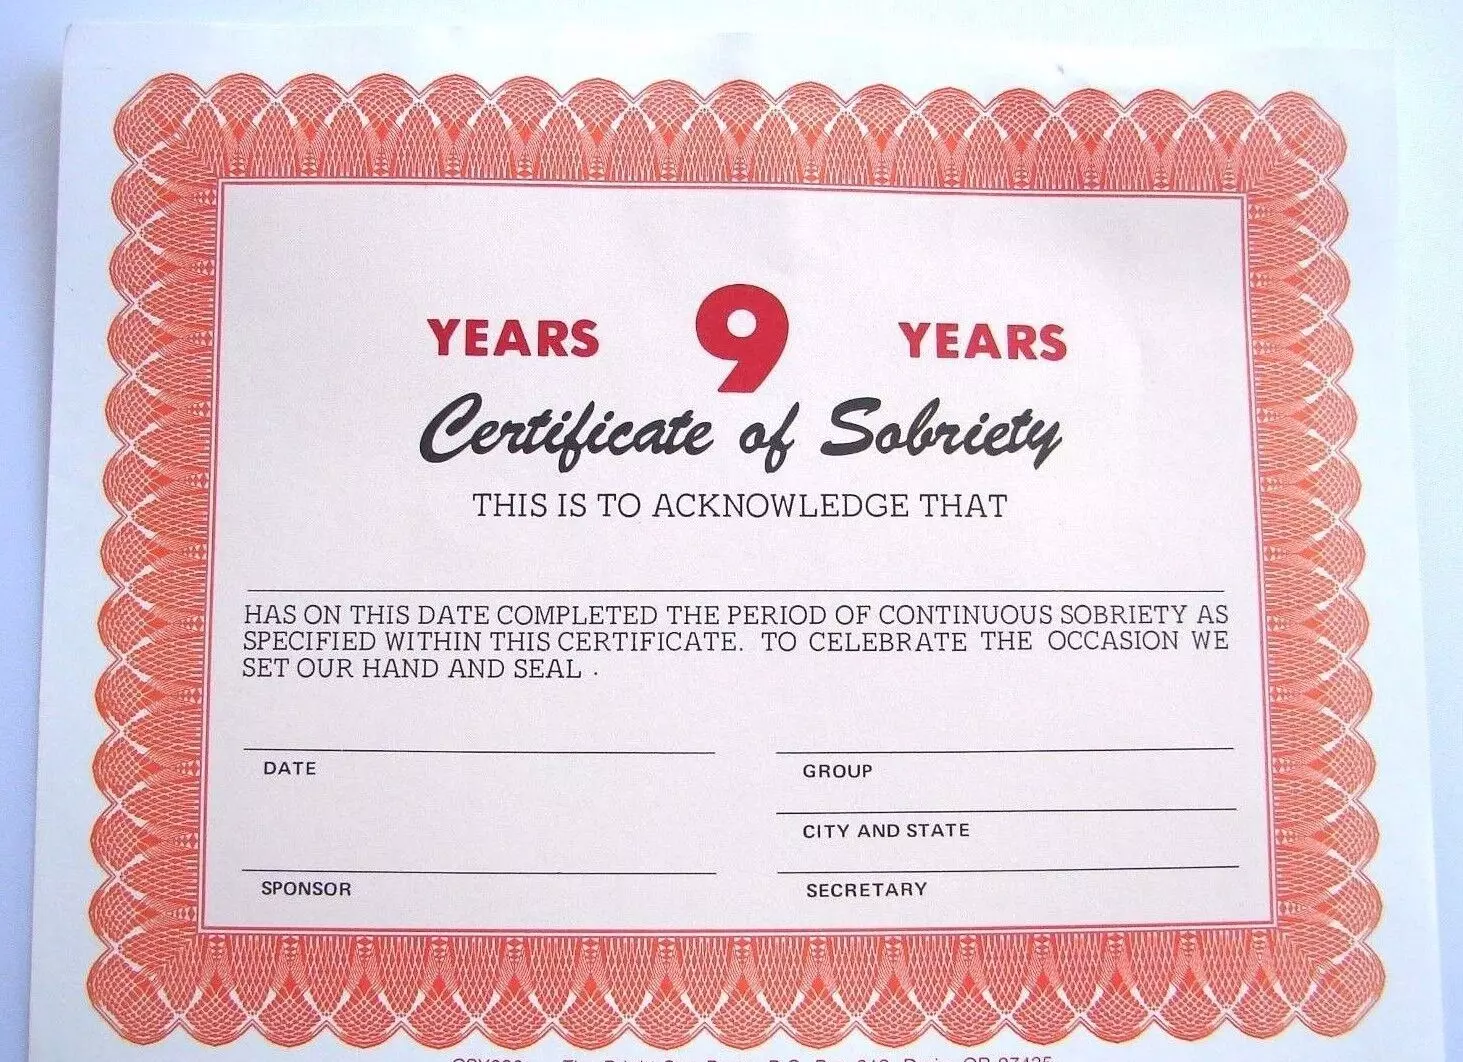 YEARS 9 YEARS
Certificate of Sobriety
THIS IS TO ACKNOWLEDGE THAT
HAS ON THIS DATE COMPLETED THE PERIOD OF CONTINUOUS SOBRIETY AS
SPECIFIED WITHIN THIS CERTIFICATE. TO CELEBRATE THE OCCASION WE
SET OUR HAND AND SEAL .
DATE
GROUP
CITY AND STATE
SPONSOR
SECRETARY